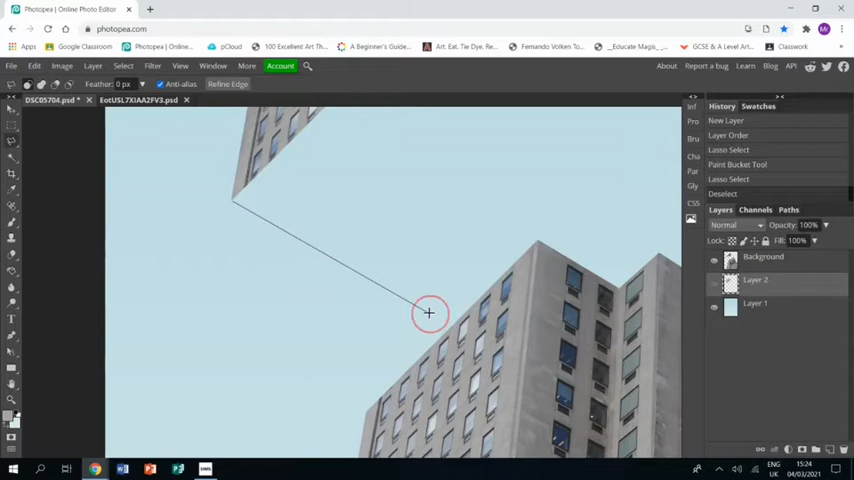 Photopea | Online Photo Editor
photopea.com
Apps
Google Classroom
Photopea | Online P...
pCloud
100 Excellent Art Th...
A Beginner's Guide...
Art. Eat. Tie Dye. Re...
Fernando Volken To...
__Educate Magis_-...
GCSE & A Level Art...
Classwork
Mr
File Edit Image Layer Select Filter View Window More Account
About Report a bug Learn Blog API
Feather: 0 px Anti-alias Refine Edge
DSC05704.psd * EotUSL7XIAA2FV3.psd
Inf
Pro
Bru
Cha
Par
Gly
CSS
History Swatches
New Layer
Layer Order
Lasso Select
Paint Bucket Tool
Lasso Select
Deselect
Layers Channels Paths
Normal Opacity: 100%
Lock: Fill: 100%
Background
Layer 2
Layer 1
ENG
UK
15:24
04/03/2021